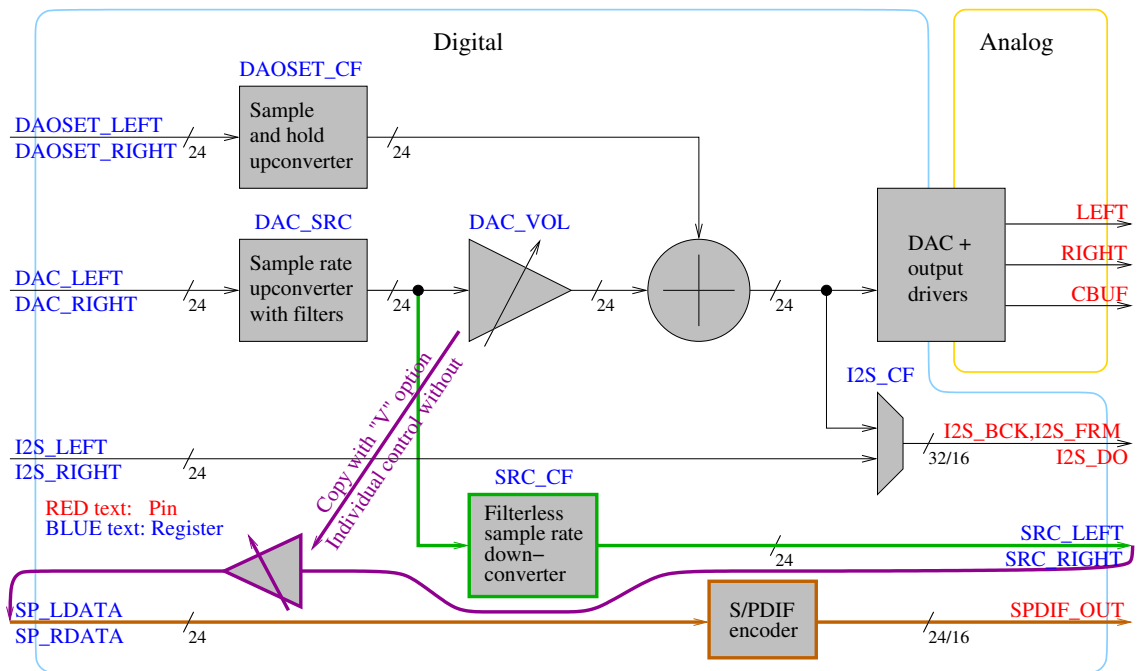 Digital
Analog
DAOSET_CF
Sample
and hold
upconverter
DAOSET_LEFT
DAOSET_RIGHT
24
24
DAC_SRC
Sample rate
upconverter
with filters
DAC_LEFT
DAC_RIGHT
24
24
DAC_VOL
24
24
DAC +
output
drivers
LEFT
RIGHT
CBUF
I2S_CF
Copy with "V" option
Individual control without
I2S_LEFT
I2S_RIGHT
24
I2S_BCK,I2S_FRM
I2S_DO
32/16
RED text: Pin
BLUE text: Register
SRC_CF
Filterless
sample rate
down−
converter
24
SRC_LEFT
SRC_RIGHT
SP_LDATA
SP_RDATA
24
S/PDIF
encoder
24/16
SPDIF_OUT